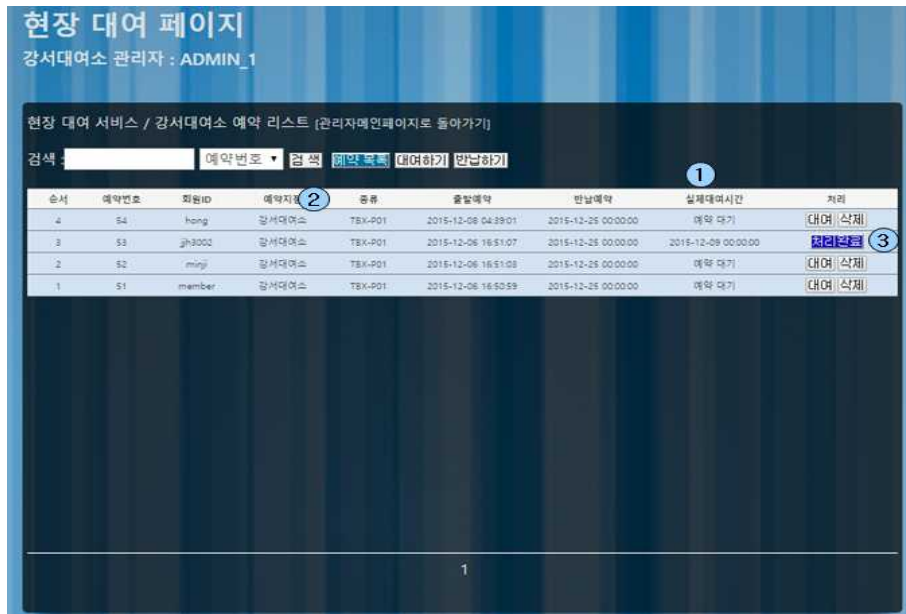 현장 대여 페이지
강서대여소 관리자 : ADMIN_1
현장 대여 서비스 / 강서대여소 예약 리스트 [관리자메인페이지로 돌아가기]
검색 : 예약번호 ▼ 검 색 예약 목록 대여하기 반납하기
1
순서 예약번호 회원ID 예약지점 2 종류 출발예약 반납예약 실제대여시간 처리
4 54 hong 강서대여소 TBX-P01 2015-12-08 04:39:01 2015-12-25 00:00:00 예약 대기 대여 삭제
3 53 jjh3002 강서대여소 TBX-P01 2015-12-06 16:51:07 2015-12-25 00:00:00 2015-12-09 00:00:00 처리완료 3
2 52 minji 강서대여소 TBX-P01 2015-12-06 16:51:03 2015-12-25 00:00:00 예약 대기 대여 삭제
1 51 member 강서대여소 TBX-P01 2015-12-06 16:50:59 2015-12-25 00:00:00 예약 대기 대여 삭제
1